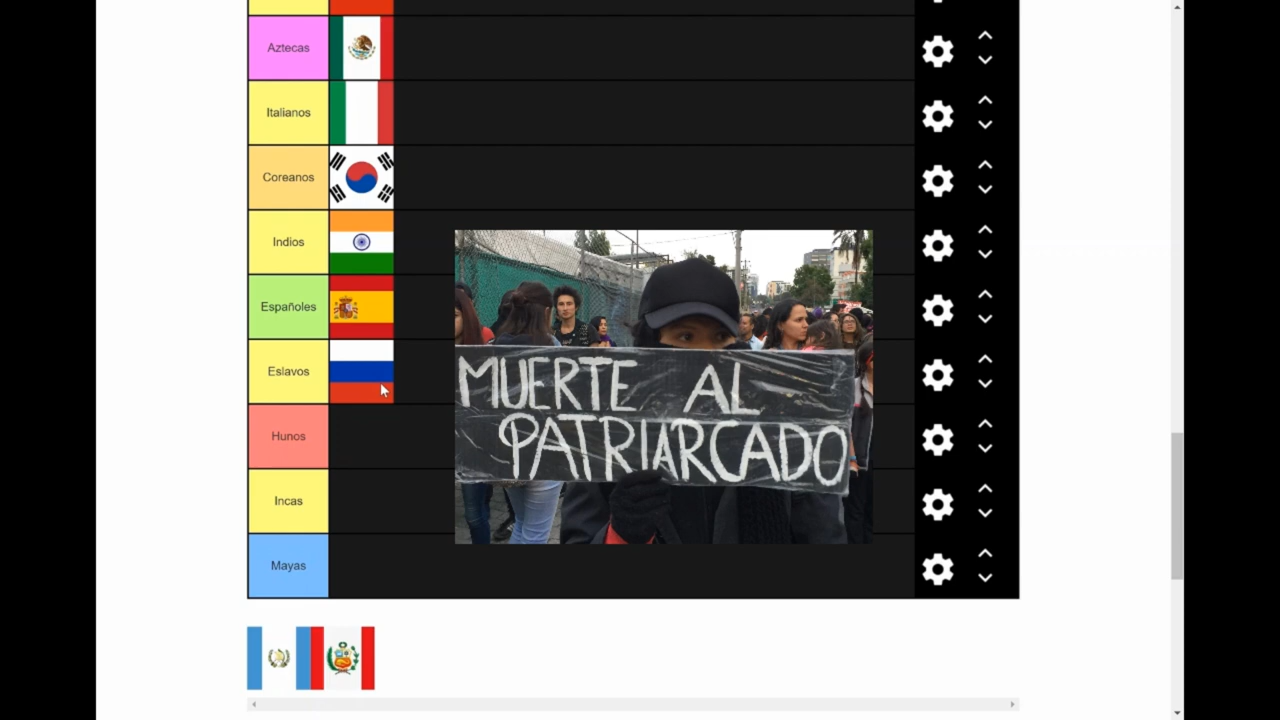 Aztecas
Italianos
Coreanos
Indios
Españoles
Eslavos
Hunos
Incas
Mayas
MUERTE AL
PATRIARCADO